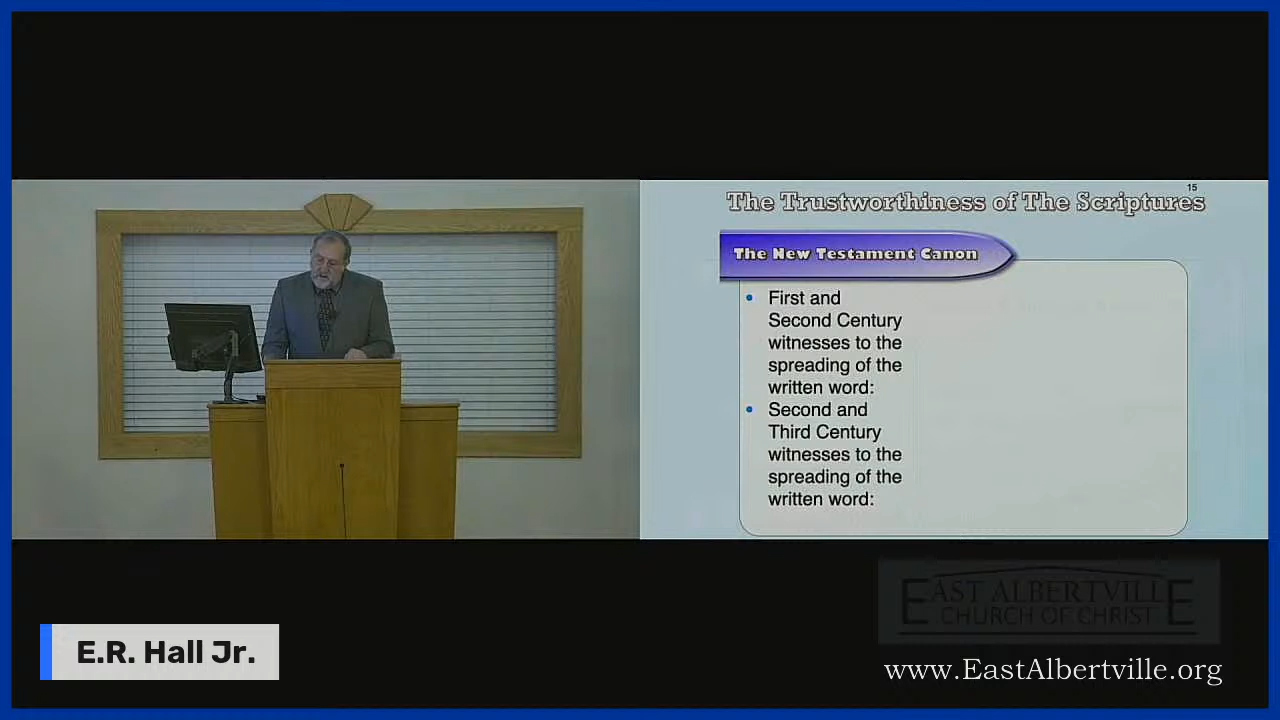 15
The Trustworthiness of The Scriptures
The New Testament Canon
• First and
Second Century
witnesses to the
spreading of the
written word:
• Second and
Third Century
witnesses to the
spreading of the
written word:
EAST ALBERTVILLE
CHURCH OF CHRIST
E.R. Hall Jr.
www.EastAlbertville.org